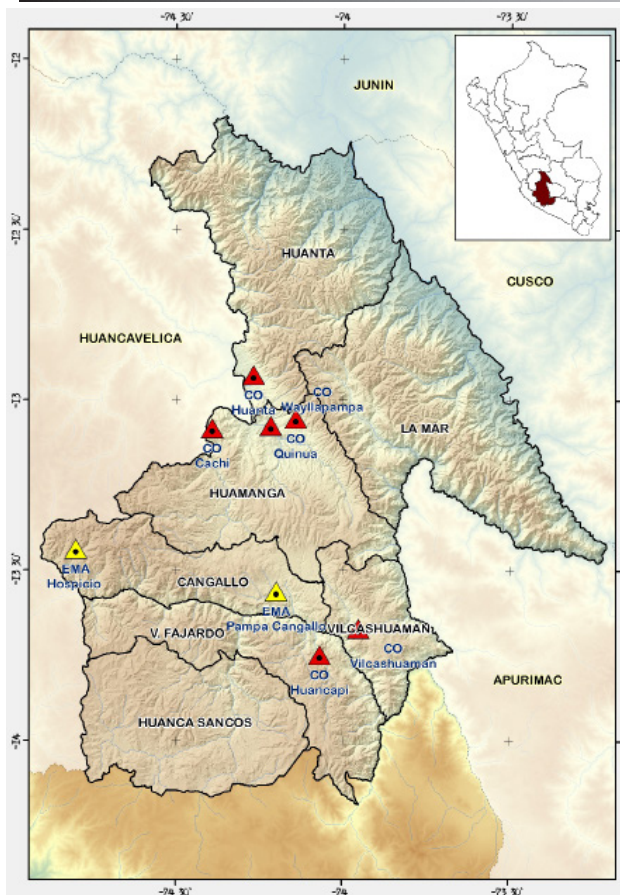 -74 30' -74 -73 30'
-12
JUNIN
-12 30'
HUANTA
CUSCO
HUANCAVELICA
-13
CO
Huanta
CO
Wayllapampa
LA MAR
CO
Quinua
CO
Cachi
HUAMANGA
-13 30'
EMA
Hospicio
CANGALLO
EMA
Pampa Cangallo
VILCASHUAMAN
V. FAJARDO
CO
Vilcashuaman
CO
Huancapi
APURIMAC
HUANCA SANCOS
-14
-74 30' -74 -73 30'